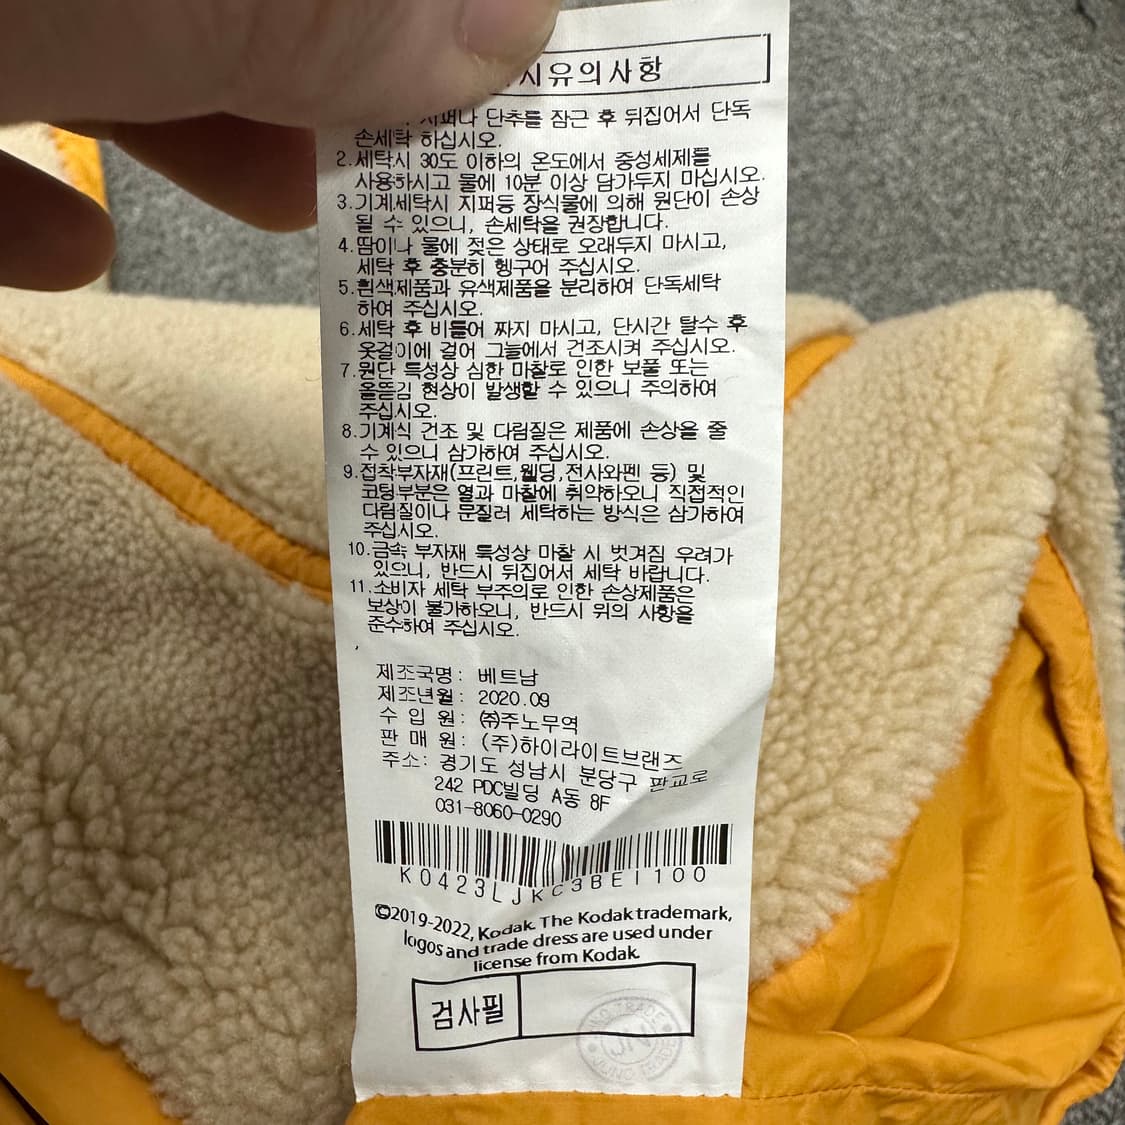 시유의사항
지퍼나 단추를 잠근 후 뒤집어서 단독
손세탁 하십시오.
2.세탁시 30도 이하의 온도에서 중성세제를
사용하시고 물에 10분 이상 담가두지 마십시오.
3.기계세탁시 지퍼등 장식물에 의해 원단이 손상
될 수 있으니, 손세탁을 권장합니다.
4.땀이나 물에 젖은 상태로 오래두지 마시고,
세탁 후 충분히 헹구어 주십시오.
5.흰색제품과 유색제품을 분리하여 단독세탁
하여 주십시오.
6.세탁 후 비틀어 짜지 마시고, 단시간 탈수 후
옷걸이에 걸어 그늘에서 건조시켜 주십시오.
7.원단 특성상 심한 마찰로 인한 보풀 또는
올뜯김 현상이 발생할 수 있으니 주의하여
주십시오.
8.기계식 건조 및 다림질은 제품에 손상을 줄
수 있으니 삼가하여 주십시오.
9.접착부자재(프린트,웰딩,전사와펜 등) 및
코팅부분은 열과 마찰에 취약하오니 직접적인
다림질이나 문질러 세탁하는 방식은 삼가하여
주십시오.
10.금속 부자재 특성상 마찰 시 벗겨짐 우려가
있으니, 반드시 뒤집어서 세탁 바랍니다.
11.소비자 세탁 부주의로 인한 손상제품은
보상이 불가하오니, 반드시 위의 사항을
준수하여 주십시오.
제조국명: 베트남
제조년월: 2020.09
수 입 원: ㈜주노무역
판 매 원: (주)하이라이트브랜즈
주소: 경기도 성남시 분당구 판교로
242 PDC빌딩 A동 8F
031-8060-0290
K0423LJKC3BE1100
©2019-2022, Kodak. The Kodak trademark,
logos and trade dress are used under
license from Kodak.
검사필
JUNO TRADE
JN
JUNO TRADE